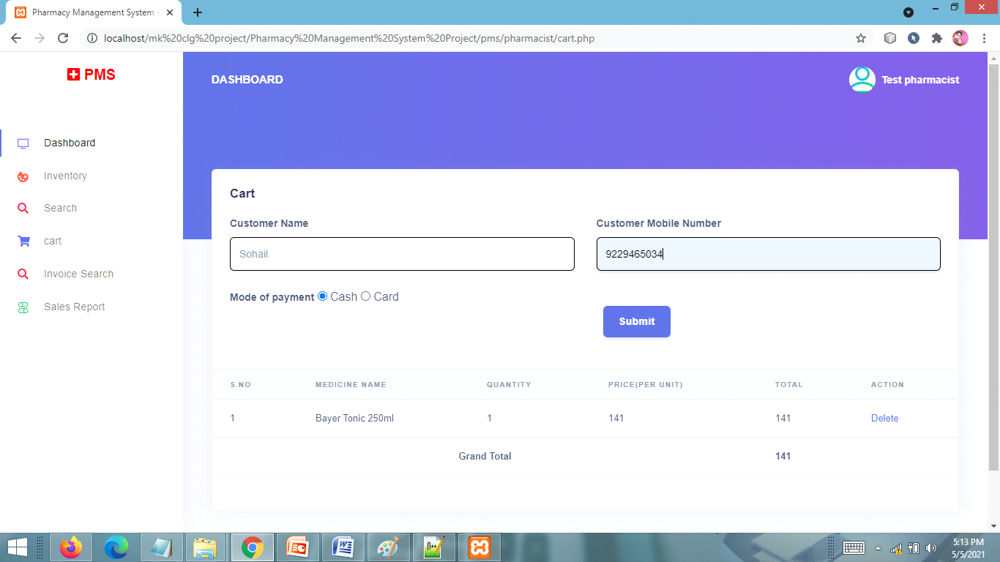 Pharmacy Management System
localhost/mk%20clg%20project/Pharmacy%20Management%20System%20Project/pms/pharmacist/cart.php
PMS
DASHBOARD
Test pharmacist
Dashboard
Inventory
Search
cart
Invoice Search
Sales Report
Cart
Customer Name Customer Mobile Number
Sohail 9229465034
Mode of payment Cash Card
Submit
S.NO MEDICINE NAME QUANTITY PRICE(PER UNIT) TOTAL ACTION
1 Bayer Tonic 250ml 1 141 141 Delete
Grand Total 141
5:13 PM
5/5/2021